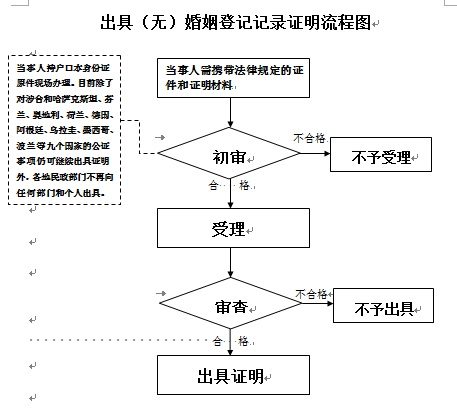 出具（无）婚姻登记记录证明流程图
当事人持户口本身份证
原件现场办理。目前除了
对涉台和哈萨克斯坦、芬
兰、奥地利、荷兰、德国、
阿根廷、乌拉圭、墨西哥、
波兰等九个国家的公证
事项仍可继续出具证明
外。各地民政部门不再向
任何部门和个人出具。
当事人需携带法律规定的证
件和证明材料
初审
不合格
不予受理
合 格
受理
审查
不合格
不予出具
合 格
出具证明